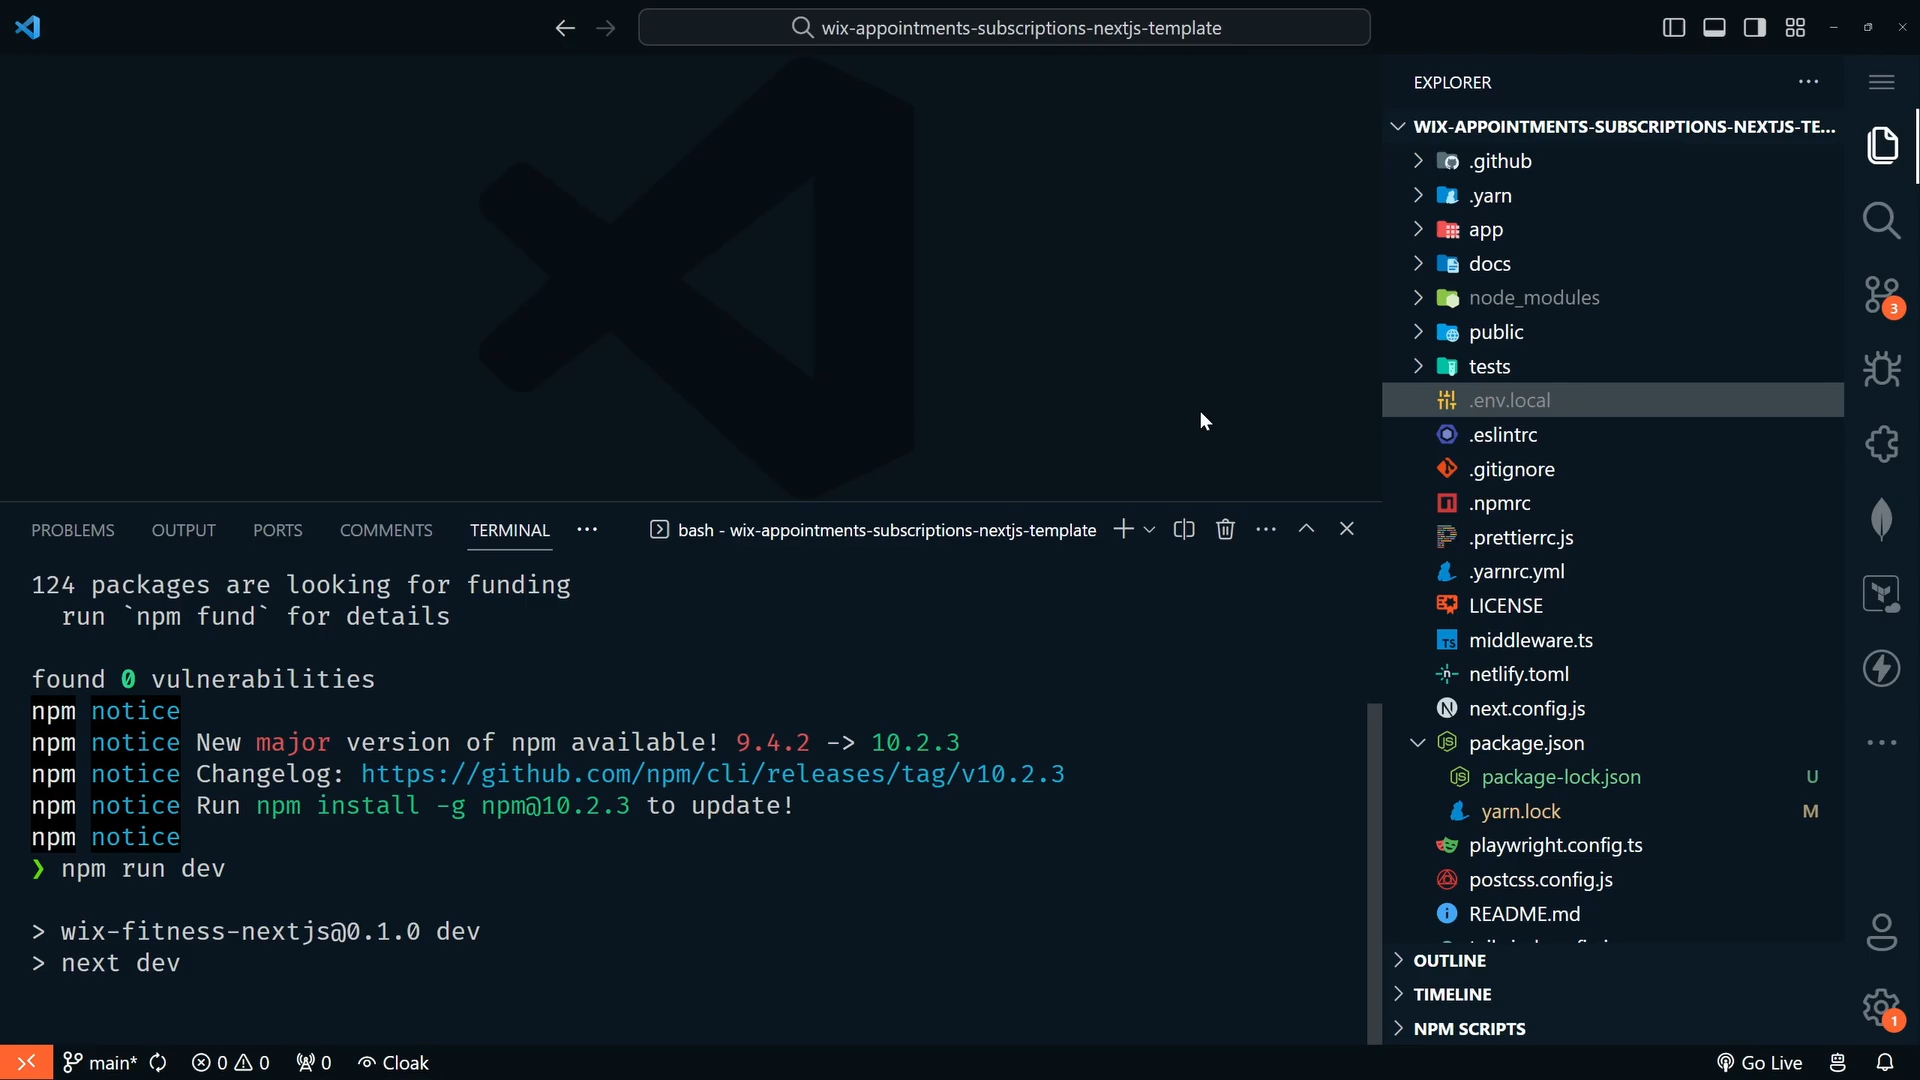 wix-appointments-subscriptions-nextjs-template
EXPLORER
WIX-APPOINTMENTS-SUBSCRIPTIONS-NEXTJS-TE...
.github
.yarn
app
docs
node_modules
public
tests
.env.local
.eslintrc
.gitignore
.npmrc
.prettierrc.js
.yarnrc.yml
LICENSE
middleware.ts
netlify.toml
next.config.js
package.json
package-lock.json U
yarn.lock M
playwright.config.ts
postcss.config.js
README.md
OUTLINE
TIMELINE
NPM SCRIPTS
3
1
PROBLEMS OUTPUT PORTS COMMENTS TERMINAL ··· bash - wix-appointments-subscriptions-nextjs-template
124 packages are looking for funding
run `npm fund` for details
found 0 vulnerabilities
npm notice
npm notice New major version of npm available! 9.4.2 -> 10.2.3
npm notice Changelog: https://github.com/npm/cli/releases/tag/v10.2.3
npm notice Run npm install -g npm@10.2.3 to update!
npm notice
❯ npm run dev
> wix-fitness-nextjs@0.1.0 dev
> next dev
main* 0 0 0 Cloak Go Live